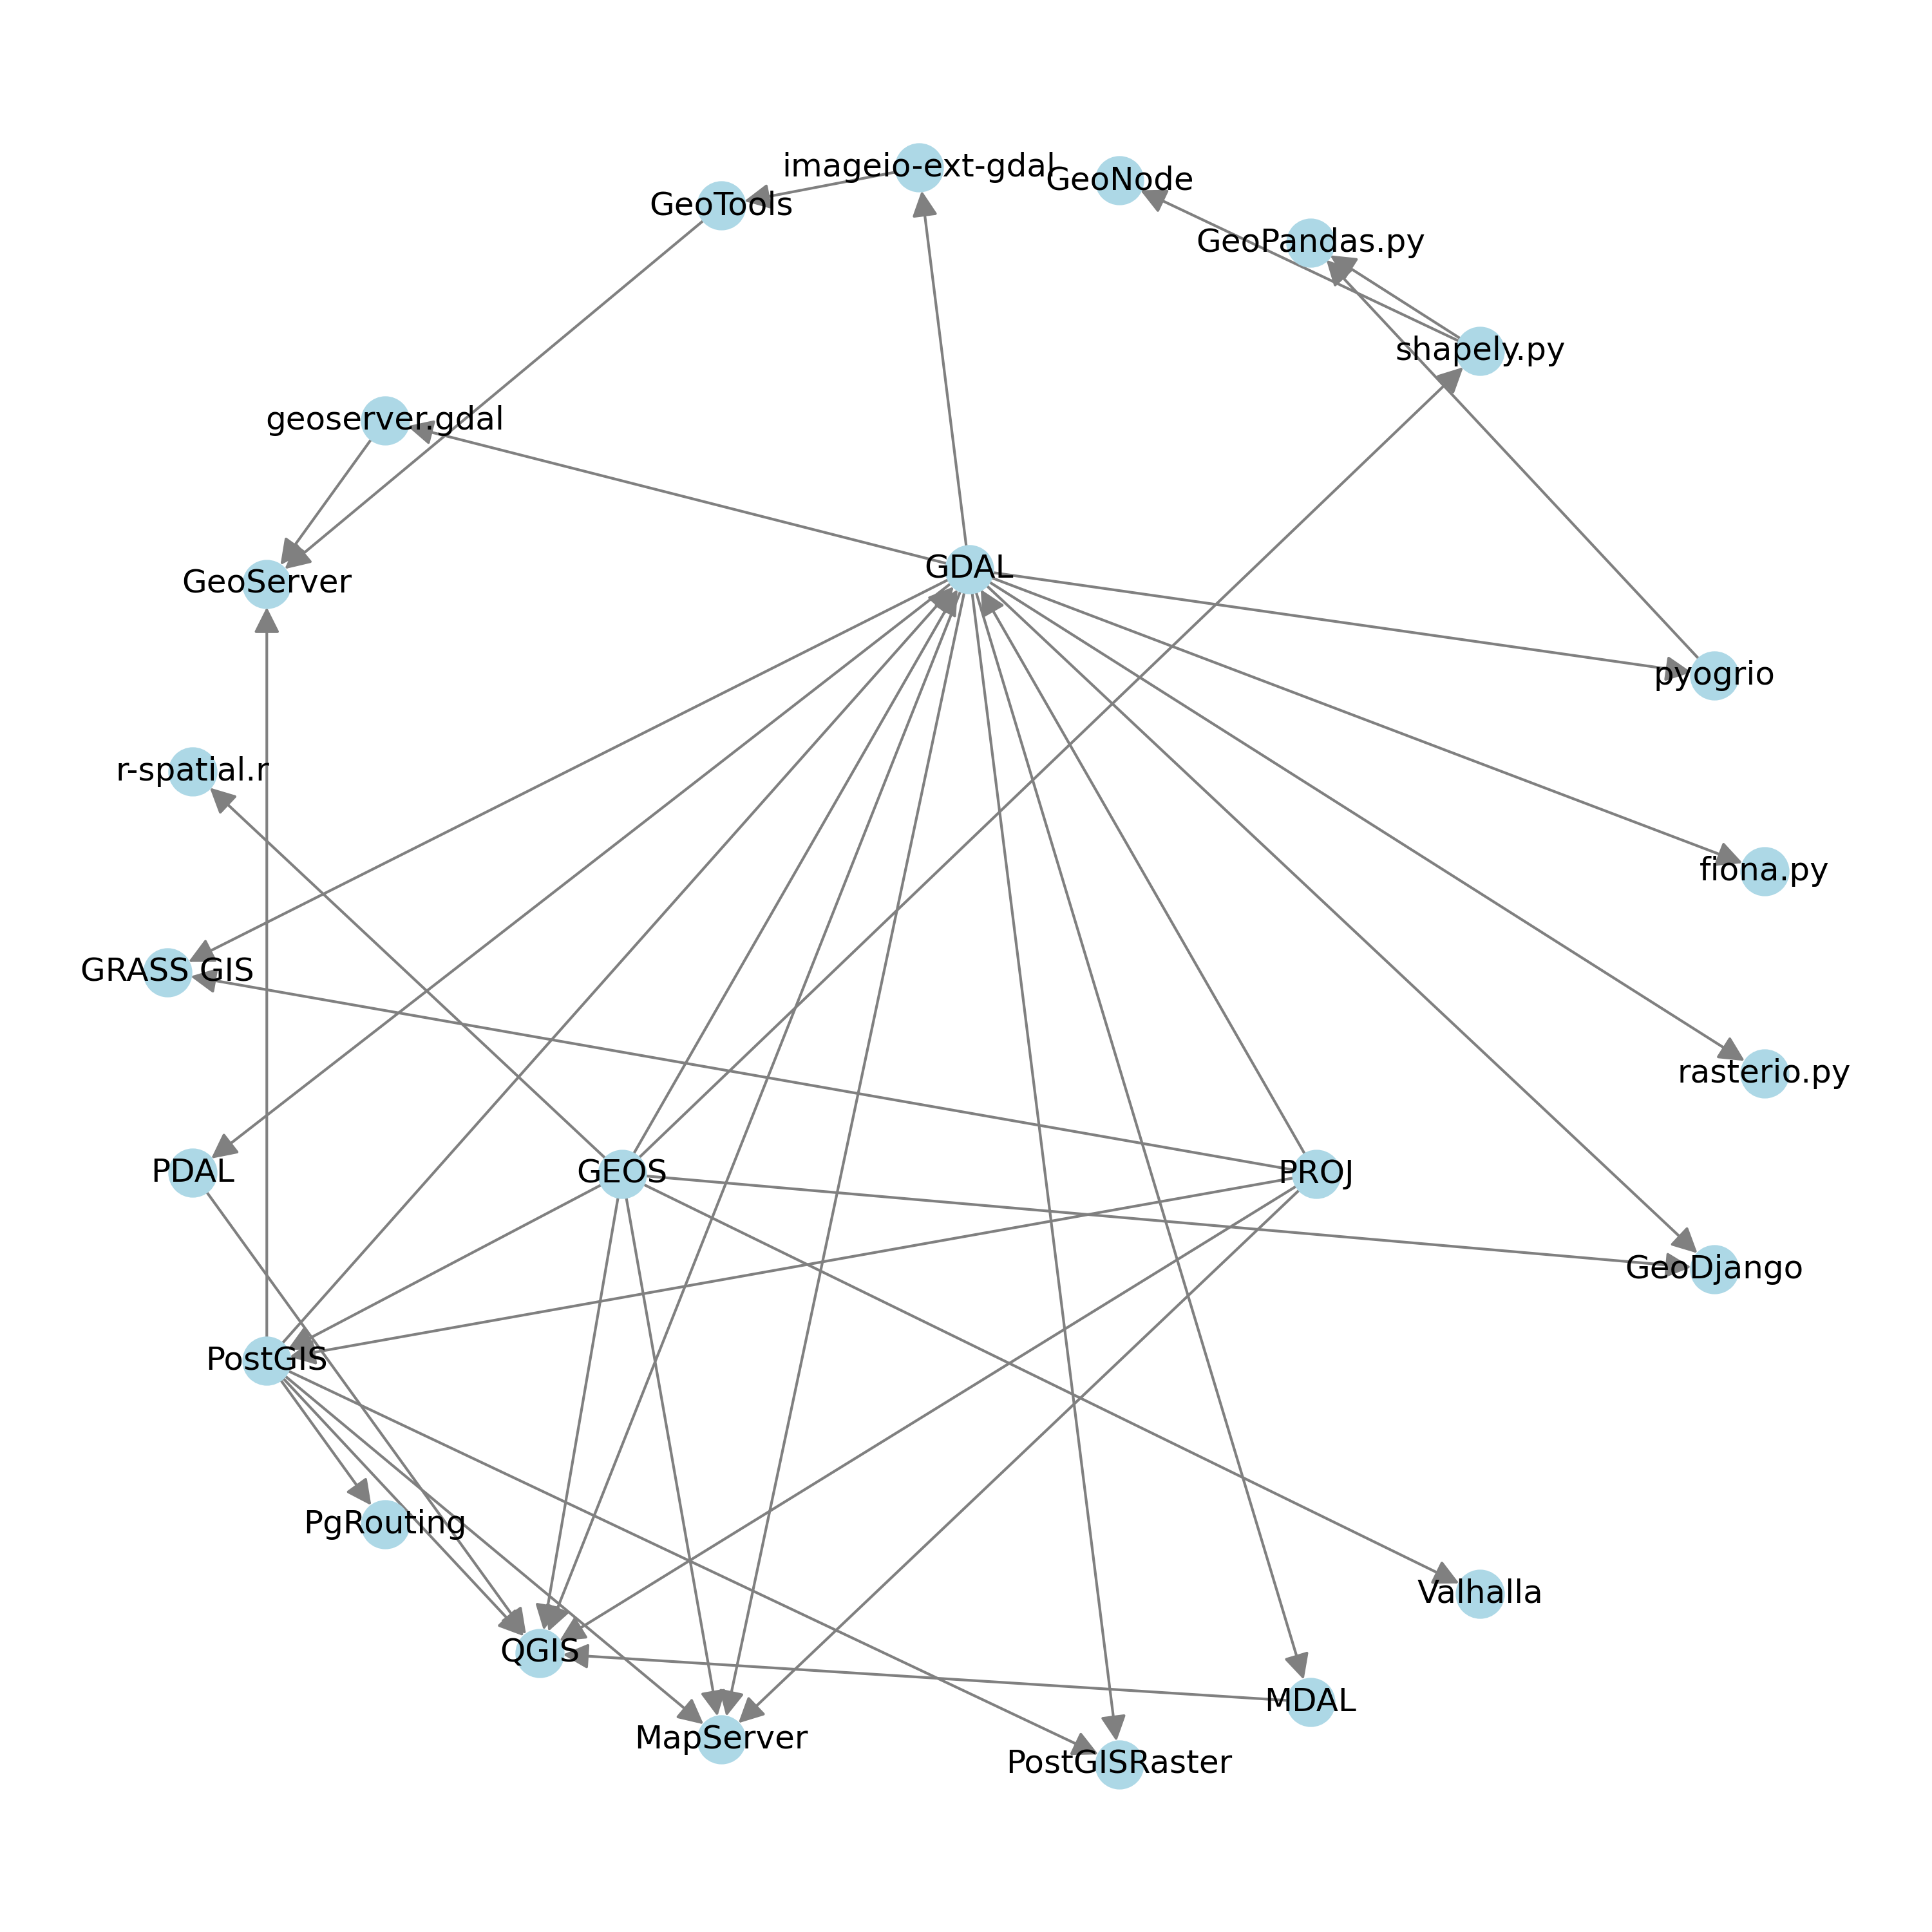 imageio-ext-gdal
GeoNode
GeoTools
GeoPandas.py
shapely.py
geoserver.gdal
GDAL
GeoServer
pyogrio
r-spatial.r
fiona.py
GRASS GIS
rasterio.py
PDAL
GEOS
PROJ
GeoDjango
PostGIS
PgRouting
Valhalla
QGIS
MDAL
MapServer
PostGISRaster